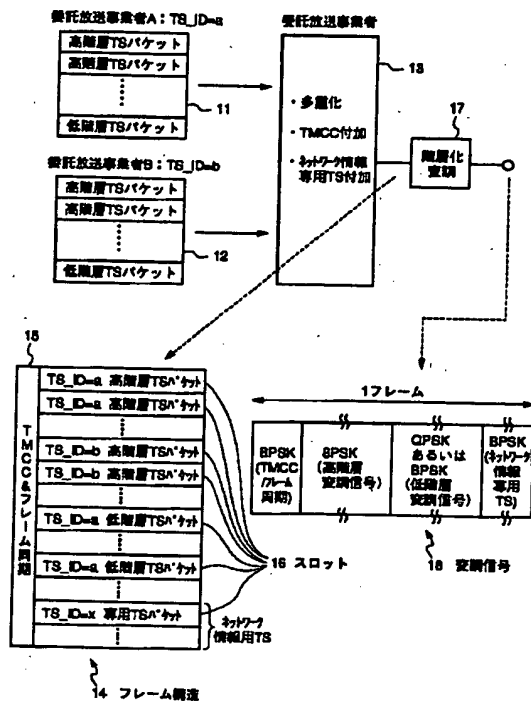 委託放送事業者A：TS_ID=a
高階層TSパケット
高階層TSパケット
低階層TSパケット
11
委託放送事業者B：TS_ID=b
高階層TSパケット
高階層TSパケット
低階層TSパケット
12
委託放送事業者
13
・多重化
・TMCC付加
・ネットワーク情報
専用TS付加
17
階層化
変調
15
TMCC&フレーム同期
TS_ID=a 高階層TSパケット
TS_ID=a 高階層TSパケット
TS_ID=b 高階層TSパケット
TS_ID=b 高階層TSパケット
TS_ID=a 低階層TSパケット
TS_ID=a 低階層TSパケット
TS_ID=x 専用TSパケット
ネットワーク
情報用TS
16 スロット
14 フレーム構造
1フレーム
BPSK
(TMCC
/フレーム
同期)
8PSK
(高階層
変調信号)
QPSK
あるいは
BPSK
(低階層
変調信号)
BPSK
(ネットワーク
情報
専用
TS)
18 変調信号